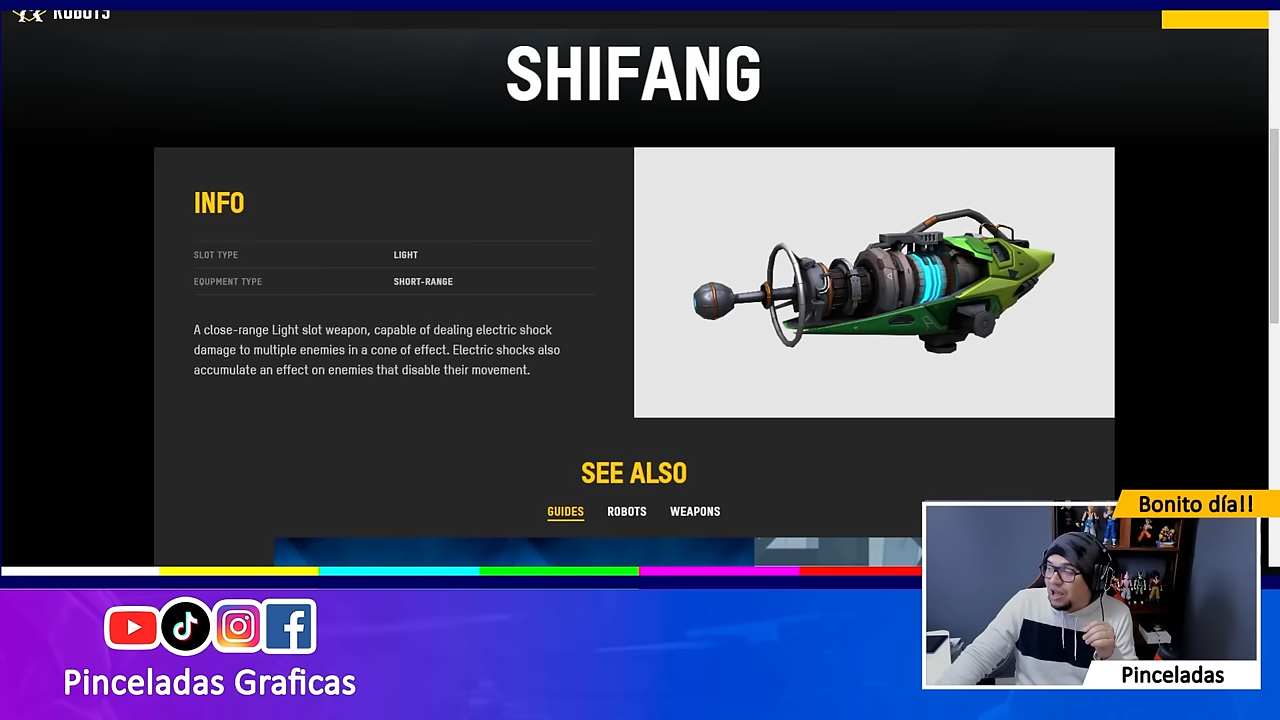 ROBOTS
SHIFANG
INFO
SLOT TYPE LIGHT
EQUPMENT TYPE SHORT-RANGE
A close-range Light slot weapon, capable of dealing electric shock
damage to multiple enemies in a cone of effect. Electric shocks also
accumulate an effect on enemies that disable their movement.
SEE ALSO
GUIDES ROBOTS WEAPONS
Bonito día!!
Pinceladas
Pinceladas Graficas